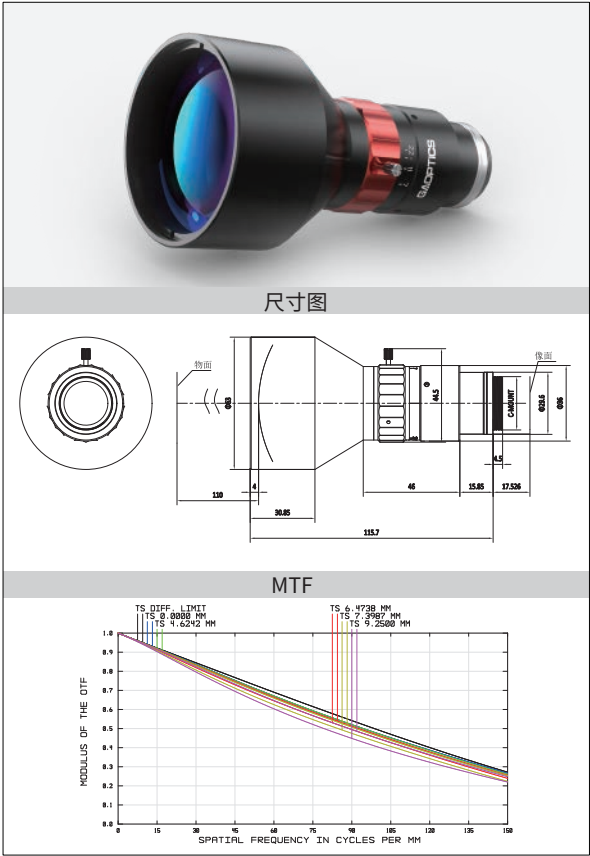 GAOPTICS
尺寸图
物面
像面
Φ63
44.5
C-MOUNT
Φ29.6
Φ36
4.5
4
46
15.85
17.526
110
30.85
115.7
MTF
TS DIFF. LIMIT
TS 0.0000 MM
TS 4.6242 MM
TS 6.4738 MM
TS 7.3987 MM
TS 9.2500 MM
1.0
0.9
0.8
0.7
0.6
0.5
0.4
0.3
0.2
0.1
0.0
MODULUS OF THE OTF
0 15 30 45 60 75 90 105 120 135 150
SPATIAL FREQUENCY IN CYCLES PER MM